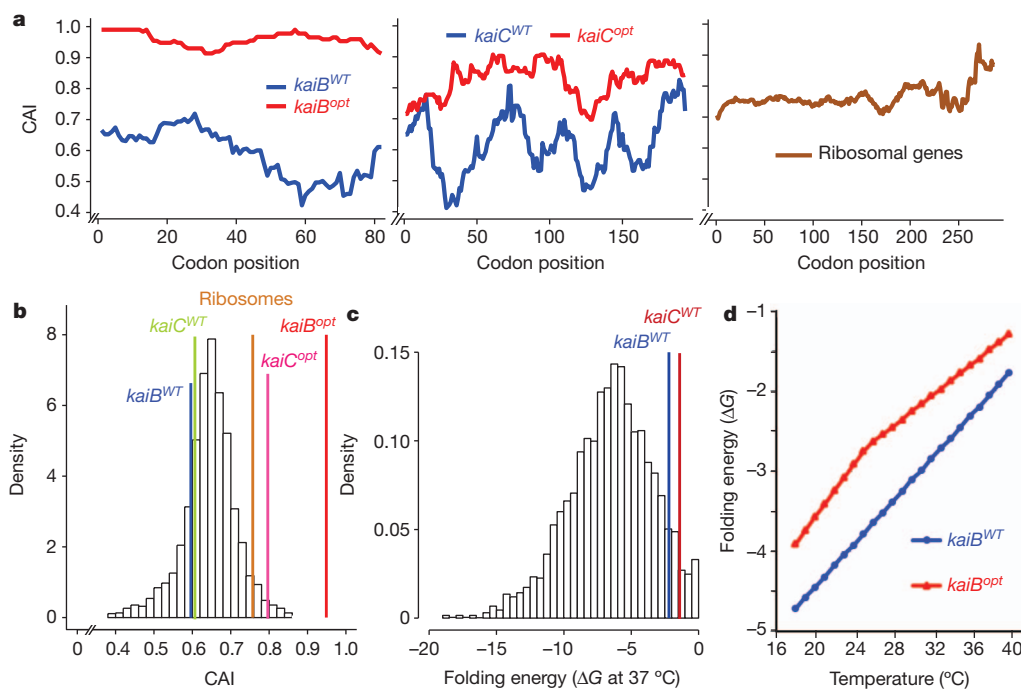 a
CAI
1.0
0.9
0.8
0.7
0.6
0.5
0.4
kaiB^WT
kaiB^opt
0 20 40 60 80
Codon position
kaiC^WT kaiC^opt
0 50 100 150
Codon position
Ribosomal genes
0 50 100 150 200 250
Codon position
b
Density
8
6
4
2
0
Ribosomes
kaiC^WT
kaiB^opt
kaiC^opt
kaiB^WT
0 0.4 0.5 0.6 0.7 0.8 0.9 1.0
CAI
c
Density
0.15
0.10
0.05
0
kaiC^WT
kaiB^WT
–20 –15 –10 –5 0
Folding energy (ΔG at 37 ºC)
d
Folding energy (ΔG)
–1
–2
–3
–4
–5
kaiB^WT
kaiB^opt
16 20 24 28 32 36 40
Temperature (ºC)